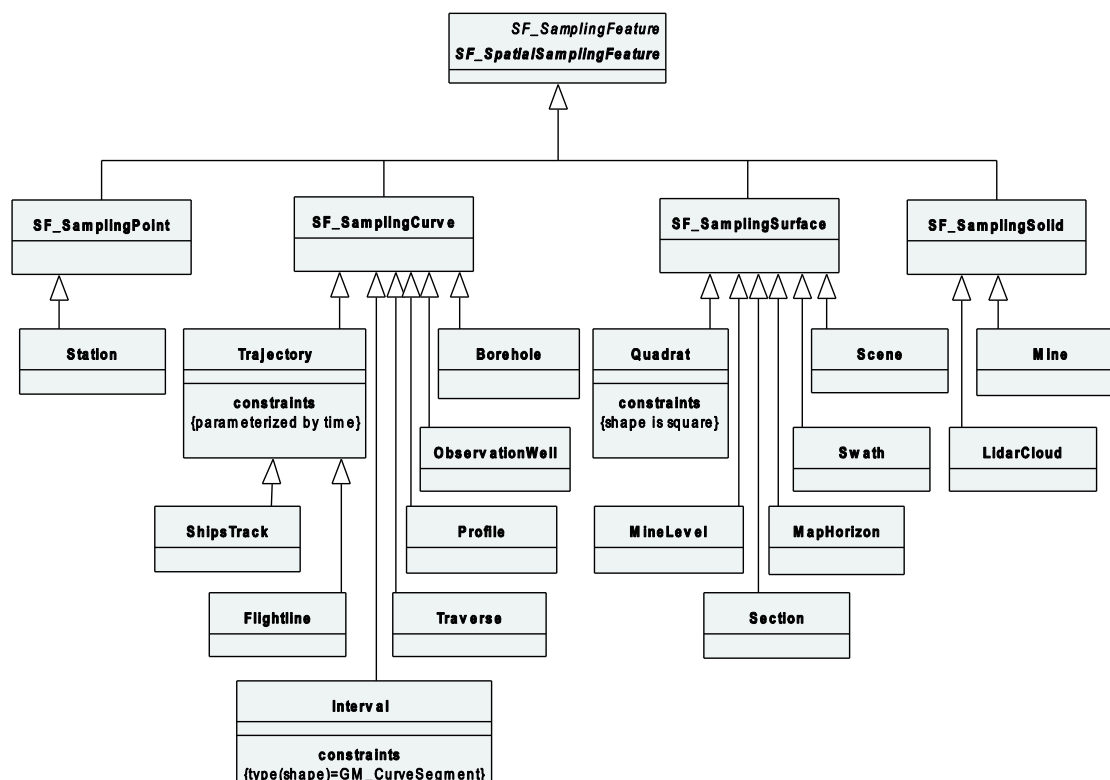 SF_SamplingFeature
SF_SpatialSamplingFeature
SF_SamplingPoint
SF_SamplingCurve
SF_SamplingSurface
SF_SamplingSolid
Station
Trajectory
constraints
{parameterized by time}
Borehole
Quadrat
constraints
{shape is square}
Scene
Mine
ObservationWell
Swath
LidarCloud
ShipsTrack
Profile
MineLevel
MapHorizon
Flightline
Traverse
Section
Interval
constraints
{type(shape)=GM_CurveSegment}